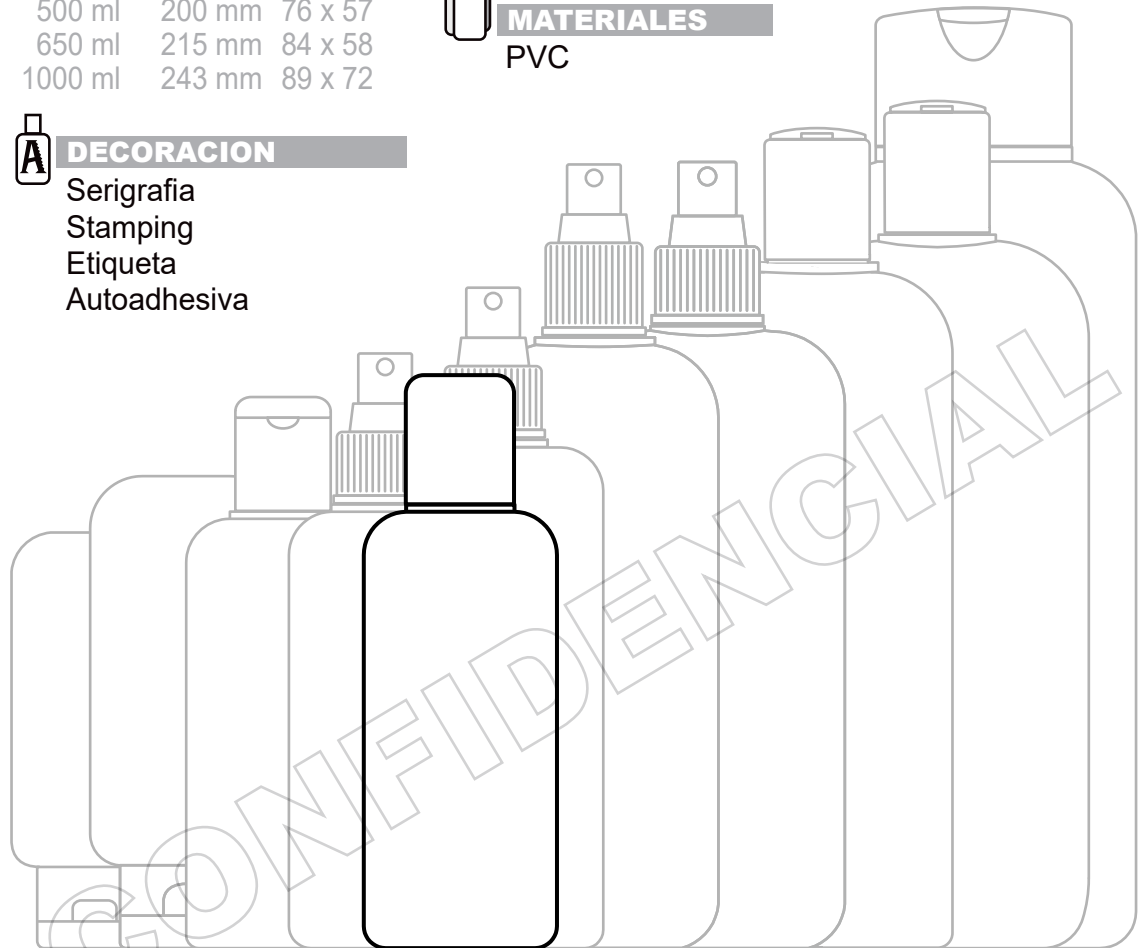 500 ml 200 mm 76 x 57
650 ml 215 mm 84 x 58
1000 ml 243 mm 89 x 72
MATERIALES
PVC
A DECORACION
Serigrafia
Stamping
Etiqueta
Autoadhesiva
CONFIDENCIAL